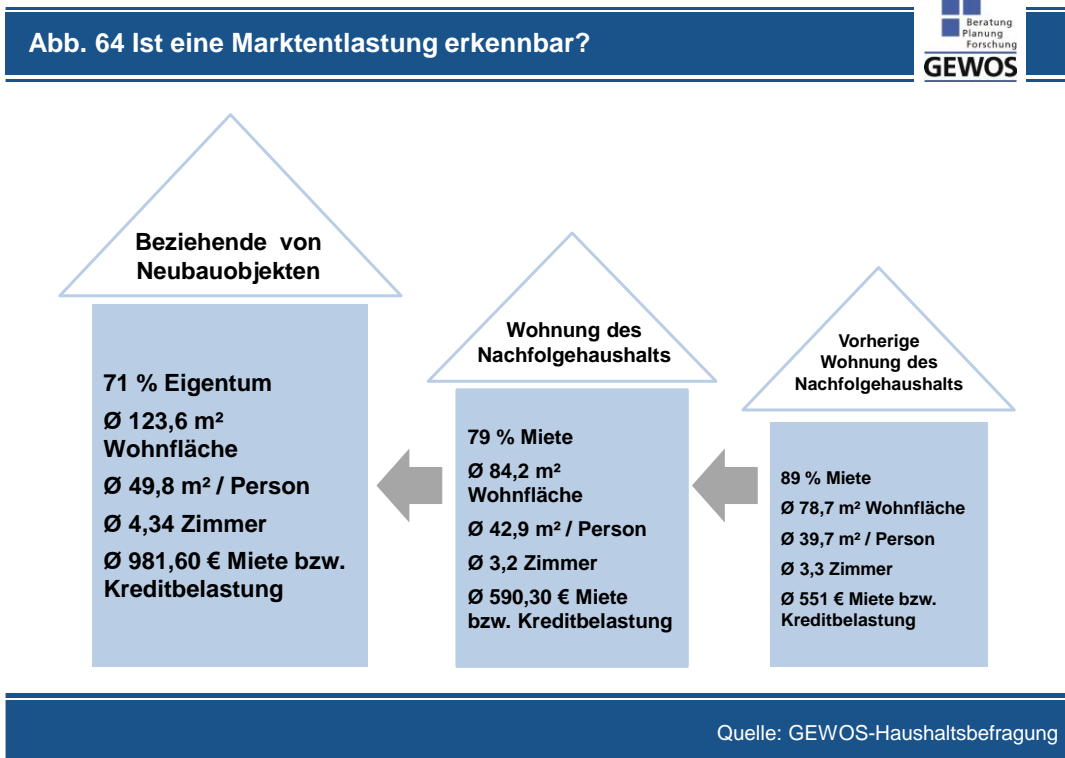 Beratung
Planung
Forschung
GEWOS
Abb. 64 Ist eine Marktentlastung erkennbar?
Beziehende von
Neubauobjekten
71 % Eigentum
Ø 123,6 m²
Wohnfläche
Ø 49,8 m² / Person
Ø 4,34 Zimmer
Ø 981,60 € Miete bzw.
Kreditbelastung
Wohnung des
Nachfolgehaushalts
79 % Miete
Ø 84,2 m²
Wohnfläche
Ø 42,9 m² / Person
Ø 3,2 Zimmer
Ø 590,30 € Miete
bzw. Kreditbelastung
Vorherige
Wohnung des
Nachfolgehaushalts
89 % Miete
Ø 78,7 m² Wohnfläche
Ø 39,7 m² / Person
Ø 3,3 Zimmer
Ø 551 € Miete bzw.
Kreditbelastung
Quelle: GEWOS-Haushaltsbefragung